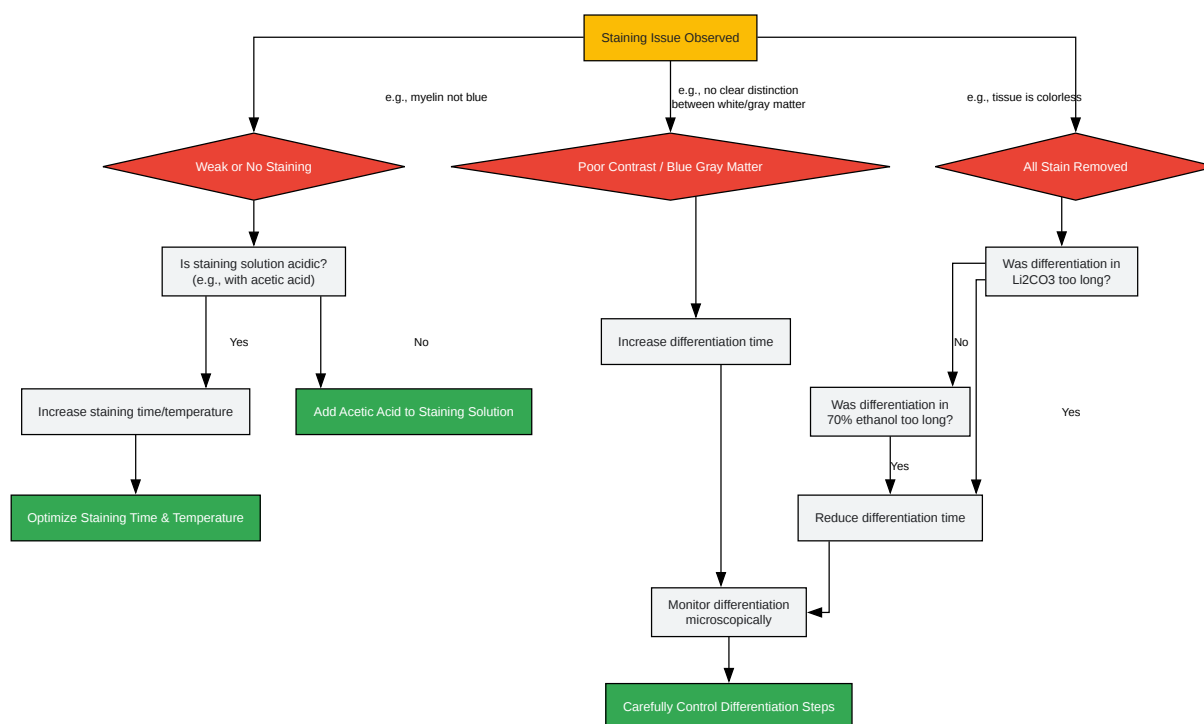 Staining Issue Observed
e.g., myelin not blue
e.g., no clear distinction
between white/gray matter
e.g., tissue is colorless
Weak or No Staining
Poor Contrast / Blue Gray Matter
All Stain Removed
Is staining solution acidic?
(e.g., with acetic acid)
Was differentiation in
Li2CO3 too long?
Yes
No
Increase differentiation time
No
Increase staining time/temperature
Add Acetic Acid to Staining Solution
Was differentiation in
70% ethanol too long?
Yes
Yes
Optimize Staining Time & Temperature
Reduce differentiation time
Monitor differentiation
microscopically
Carefully Control Differentiation Steps